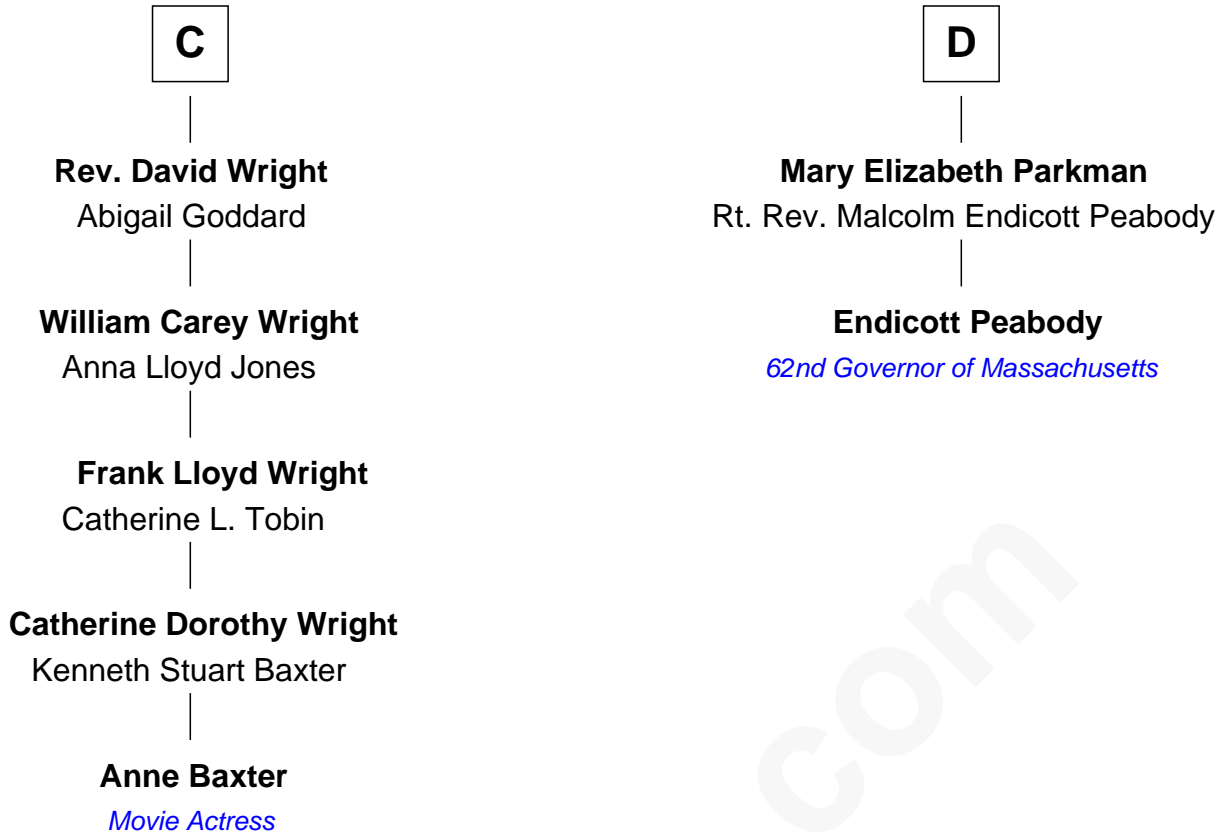 C
Rev. David Wright
Abigail Goddard
William Carey Wright
Anna Lloyd Jones
Frank Lloyd Wright
Catherine L. Tobin
Catherine Dorothy Wright
Kenneth Stuart Baxter
Anne Baxter
Movie Actress
D
Mary Elizabeth Parkman
Rt. Rev. Malcolm Endicott Peabody
Endicott Peabody
62nd Governor of Massachusetts
com